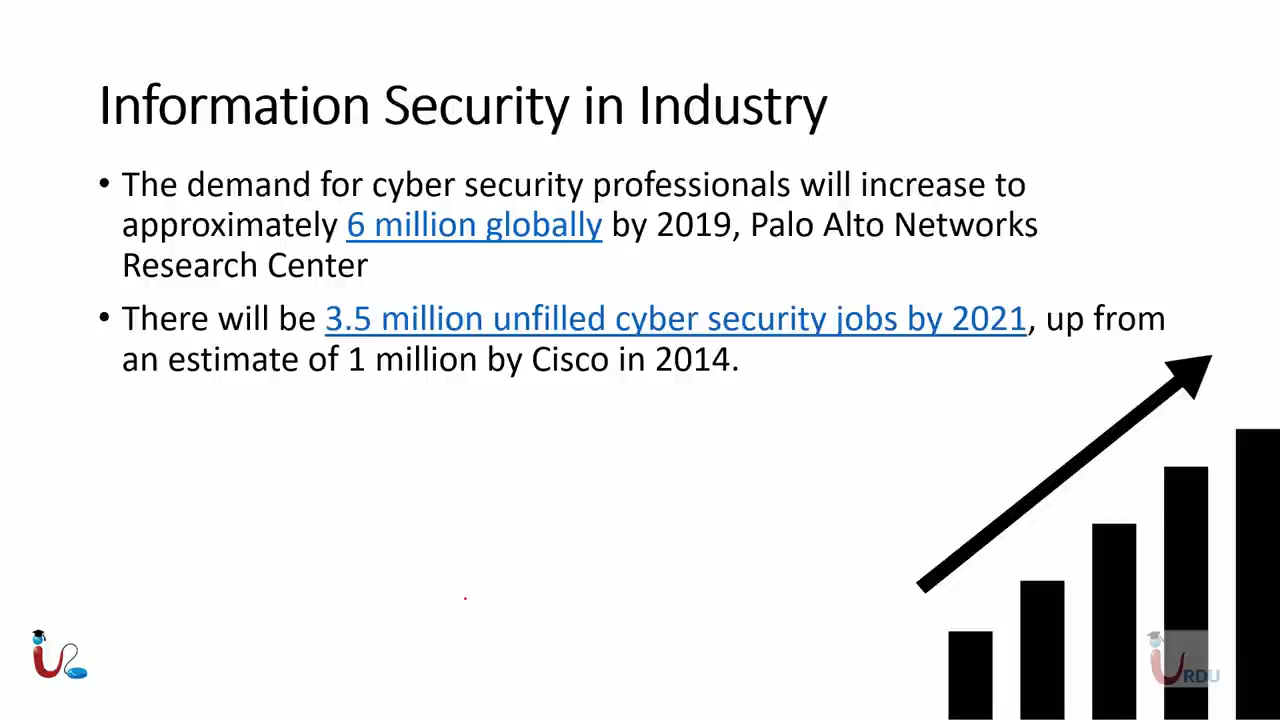 Information Security in Industry
• The demand for cyber security professionals will increase to
approximately 6 million globally by 2019, Palo Alto Networks
Research Center
• There will be 3.5 million unfilled cyber security jobs by 2021, up from
an estimate of 1 million by Cisco in 2014.
URDU